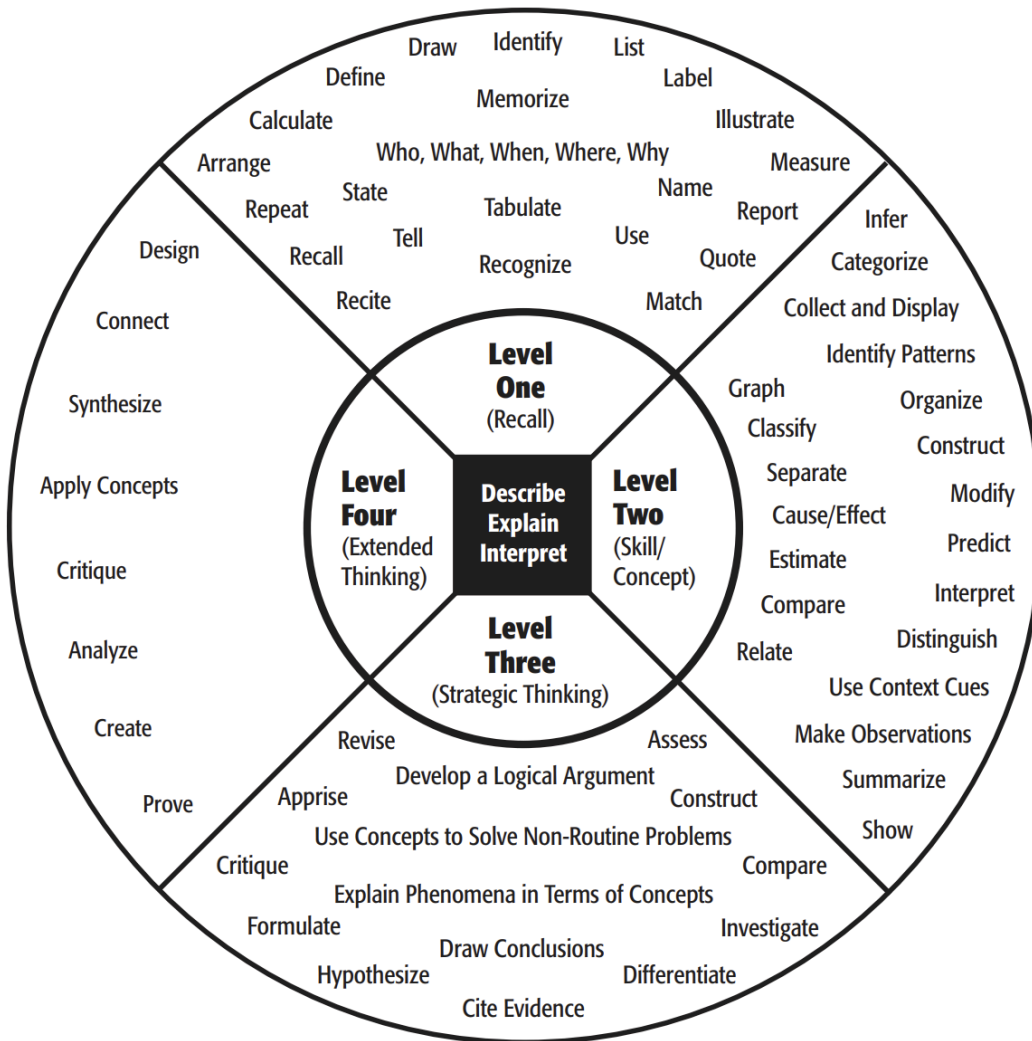 Draw
Identify
List
Define
Label
Memorize
Calculate
Illustrate
Who, What, When, Where, Why
Arrange
Measure
State
Name
Repeat
Tabulate
Report
Tell
Use
Recall
Recognize
Quote
Recite
Match
Level
One
(Recall)
Infer
Categorize
Collect and Display
Identify Patterns
Graph
Organize
Classify
Construct
Separate
Modify
Cause/Effect
Predict
Estimate
Interpret
Compare
Distinguish
Relate
Use Context Cues
Make Observations
Summarize
Show
Level
Two
(Skill/
Concept)
Describe
Explain
Interpret
Level
Three
(Strategic Thinking)
Revise
Assess
Develop a Logical Argument
Apprise
Construct
Use Concepts to Solve Non-Routine Problems
Critique
Compare
Explain Phenomena in Terms of Concepts
Formulate
Investigate
Draw Conclusions
Hypothesize
Differentiate
Cite Evidence
Level
Four
(Extended
Thinking)
Design
Connect
Synthesize
Apply Concepts
Critique
Analyze
Create
Prove